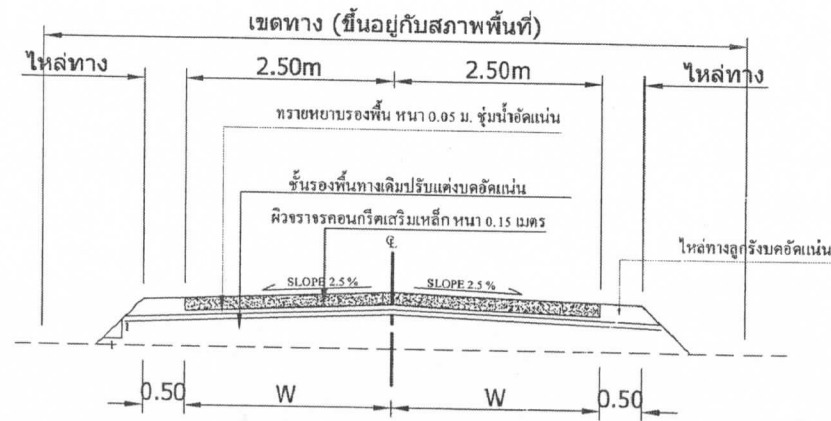 เขตทาง (ขึ้นอยู่กับสภาพพื้นที่)
ไหล่ทาง
2.50m
2.50m
ไหล่ทาง
ทรายหยาบรองพื้น หนา 0.05 ม. ชุ่มน้ำอัดแน่น
ชั้นรองพื้นทางเดิมปรับแต่งบดอัดแน่น
ผิวจราจรคอนกรีตเสริมเหล็ก หนา 0.15 เมตร
ไหล่ทางลูกรังบดอัดแน่น
SLOPE 2.5 %
SLOPE 2.5 %
1
0.50
W
W
0.50